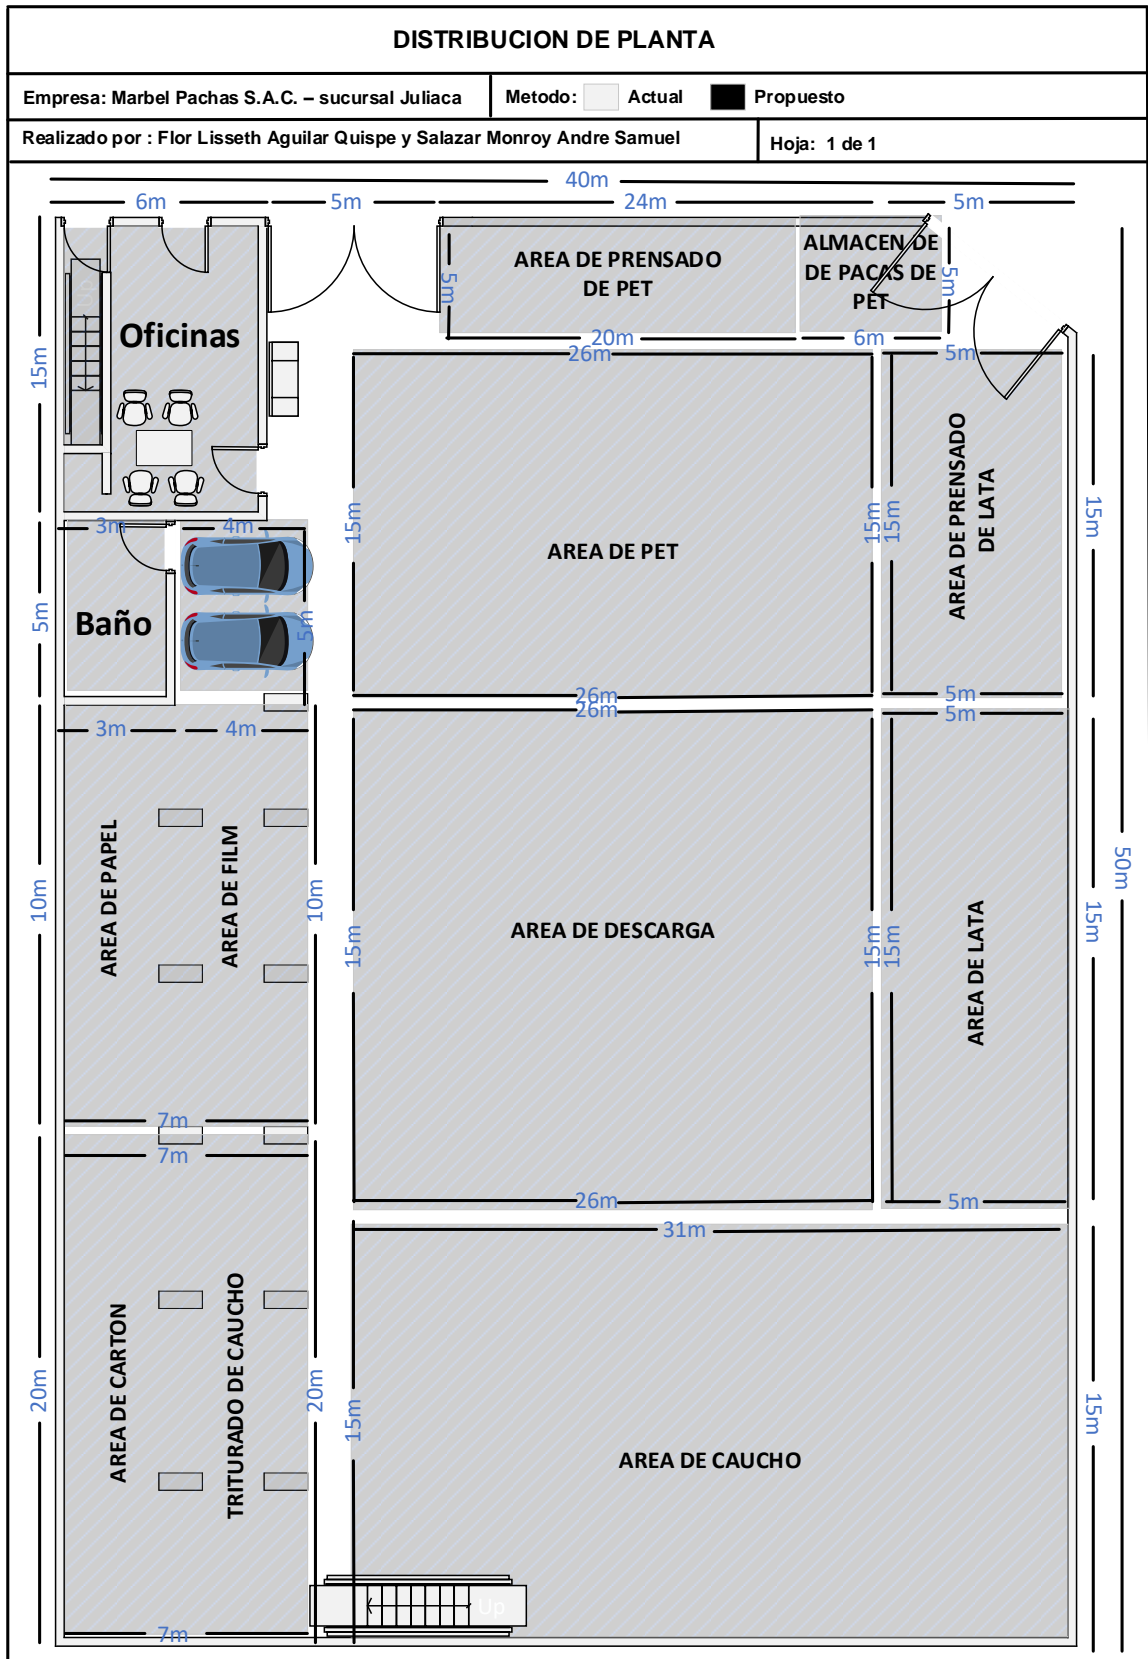 DISTRIBUCION DE PLANTA
Empresa: Marbel Pachas S.A.C. – sucursal Juliaca
Metodo:
Actual
Propuesto
Realizado por : Flor Lisseth Aguilar Quispe y Salazar Monroy Andre Samuel
Hoja: 1 de 1
40m
6m
5m
24m
5m
AREA DE PRENSADO
DE PET
ALMACEN DE
DE PACAS DE
PET
5m
5m
Up
Oficinas
15m
20m
6m
26m
5m
AREA DE PRENSADO
DE LATA
15m
15m
15m
15m
AREA DE PET
3m
4m
5m
Baño
5m
26m
5m
26m
5m
3m
4m
AREA DE PAPEL
AREA DE FILM
10m
10m
AREA DE DESCARGA
15m
15m
15m
AREA DE LATA
15m
50m
7m
7m
26m
5m
31m
AREA DE CARTON
TRITURADO DE CAUCHO
20m
20m
15m
AREA DE CAUCHO
15m
Up
7m